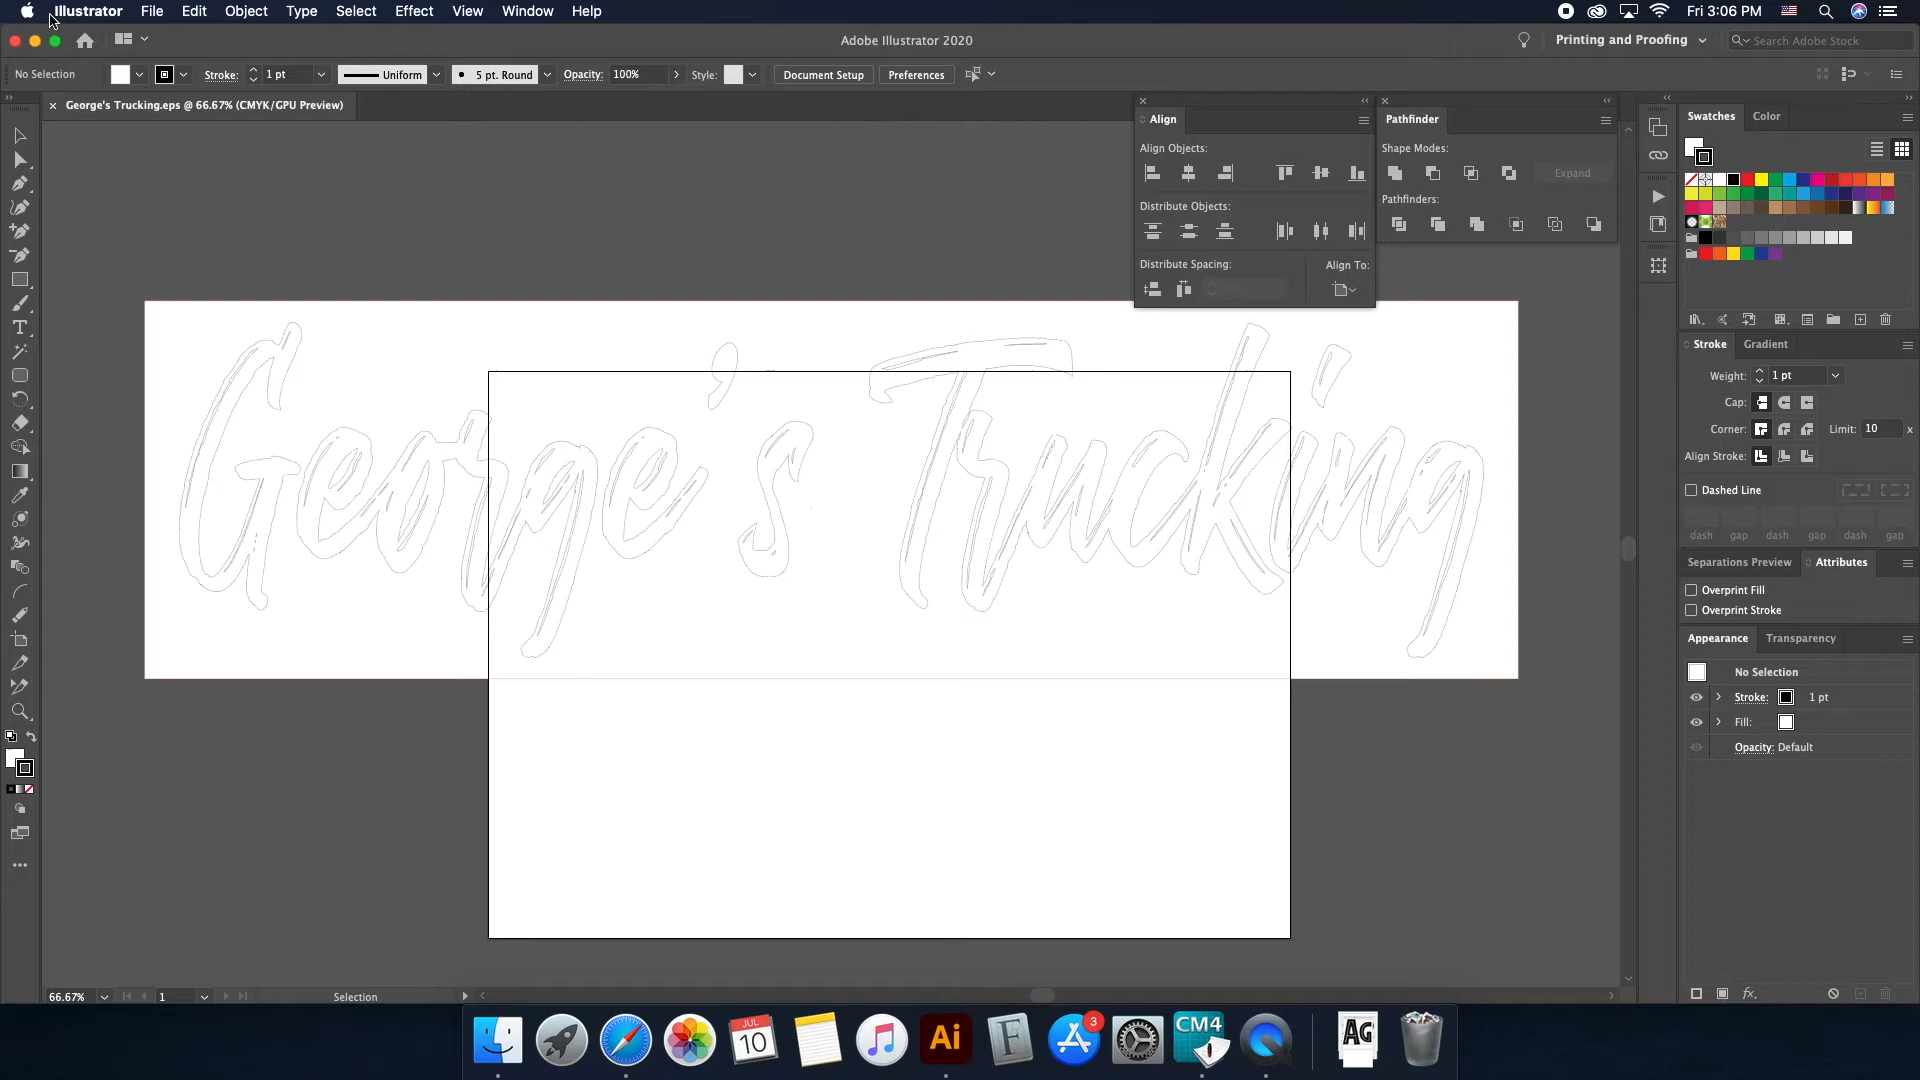 Illustrator File Edit Object Type Select Effect View Window Help Fri 3:06 PM
Adobe Illustrator 2020 Printing and Proofing Search Adobe Stock
No Selection Stroke: 1 pt Uniform 5 pt. Round Opacity: 100% Style: Document Setup Preferences
George's Trucking.eps @ 66.67% (CMYK/GPU Preview)
Align
Align Objects:
Distribute Objects:
Distribute Spacing: Align To:
Pathfinder
Shape Modes:
Expand
Pathfinders:
Swatches Color
Stroke Gradient
Weight: 1 pt
Cap:
Corner: Limit: 10 x
Align Stroke:
Dashed Line
dash gap dash gap dash gap
Separations Preview Attributes
Overprint Fill
Overprint Stroke
Appearance Transparency
No Selection
Stroke: 1 pt
Fill:
Opacity: Default
fx
George's Trucking
66.67% 1 Selection
JUL
10
Ai
F
3
CM4
AG